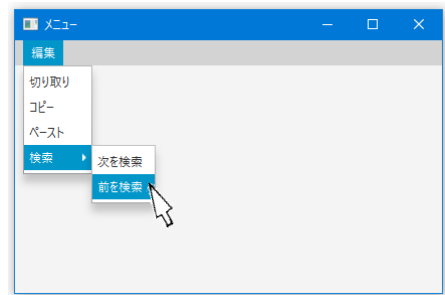 メニュー
編集
切り取り
コピー
ペースト
検索
次を検索
前を検索